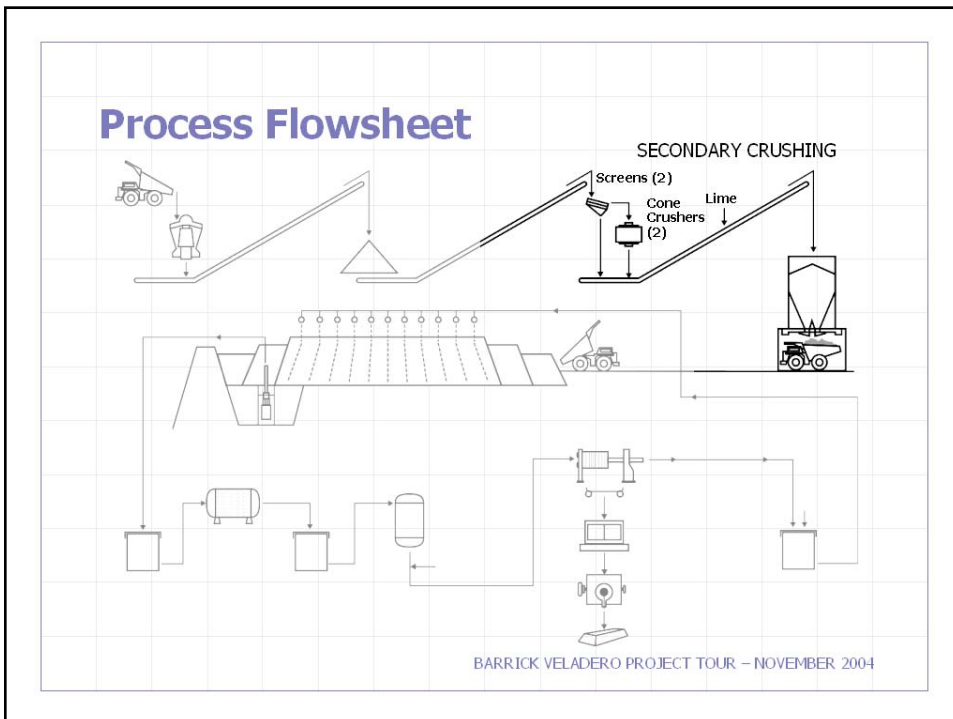 Process Flowsheet
SECONDARY CRUSHING
Screens (2)
Lime
Cone
Crushers
(2)
BARRICK VELADERO PROJECT TOUR – NOVEMBER 2004